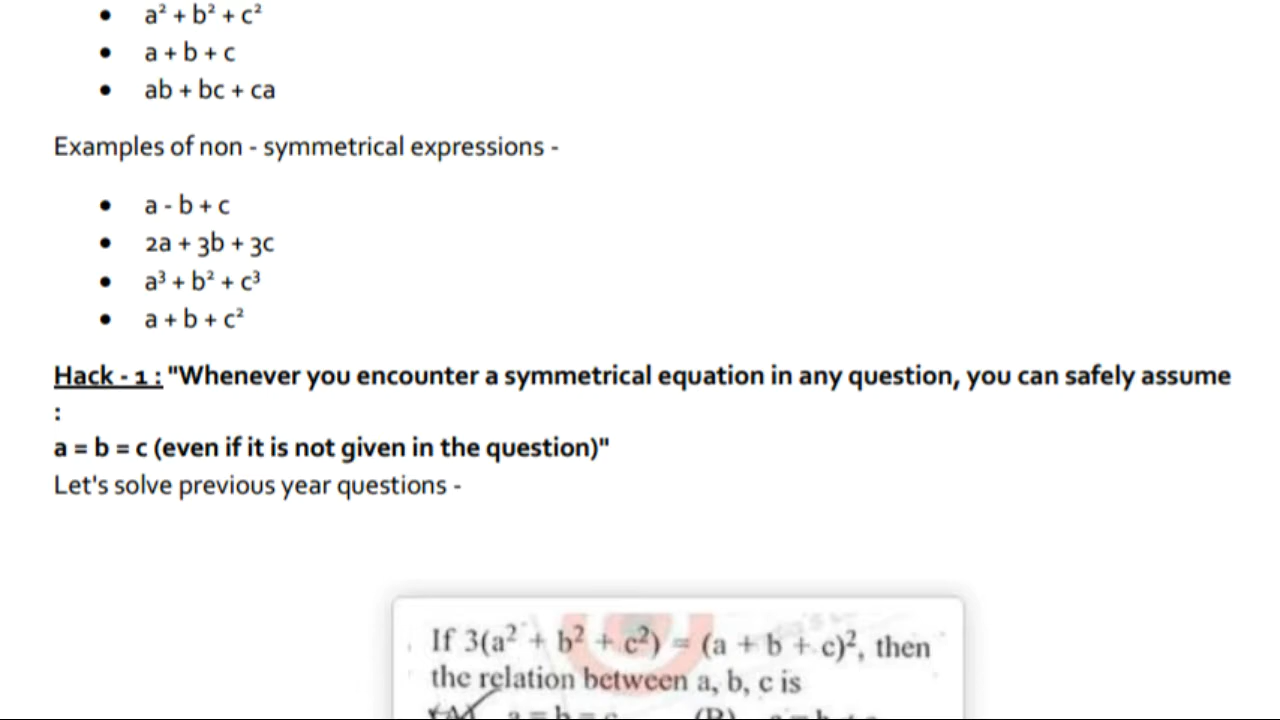 • a² + b² + c²
• a + b + c
• ab + bc + ca
Examples of non - symmetrical expressions -
• a - b + c
• 2a + 3b + 3c
• a³ + b² + c³
• a + b + c²
Hack - 1 : "Whenever you encounter a symmetrical equation in any question, you can safely assume
:
a = b = c (even if it is not given in the question)"
Let's solve previous year questions -
If 3(a² + b² + c²) = (a + b + c)², then
the relation between a, b, c is
a = b = c (B)